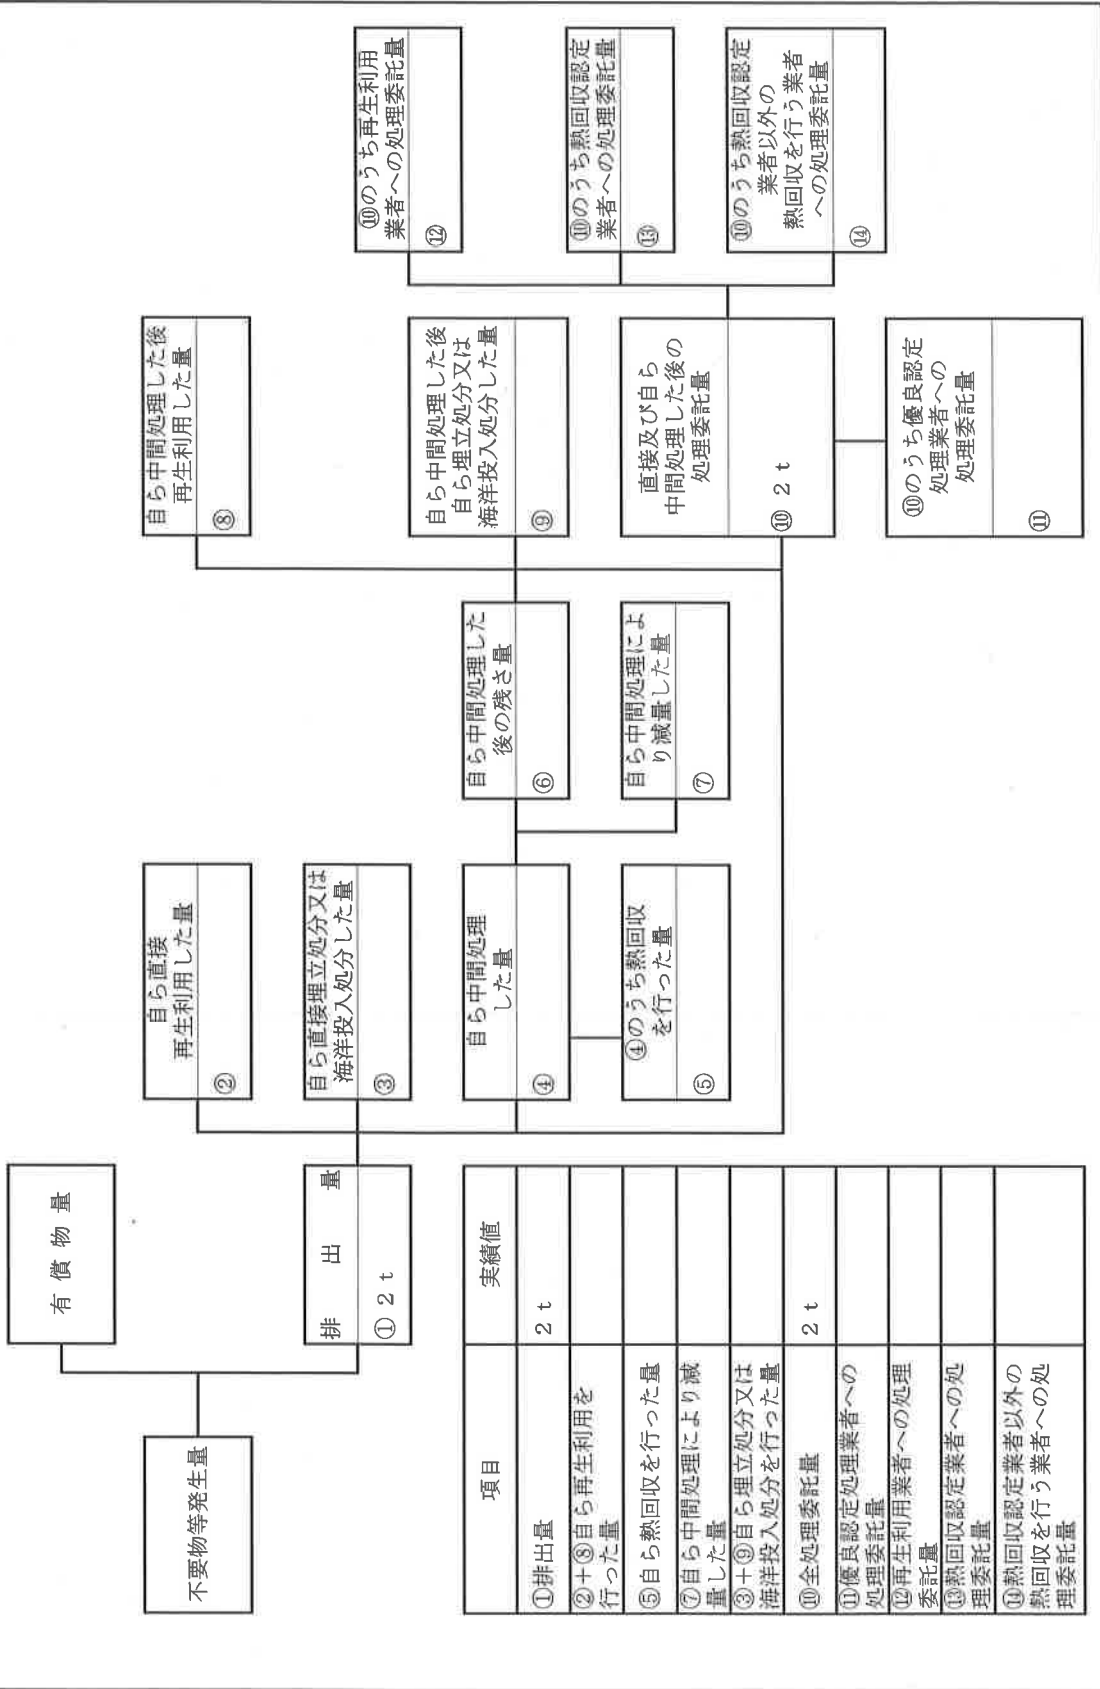 不要物等発生量
有償物量
排出量
① 2 t
自ら直接
再生利用した量
②
自ら直接埋立処分又は
海洋投入処分した量
③
自ら中間処理
した量
④
④のうち熱回収
を行った量
⑤
自ら中間処理した
後の残さ量
⑥
自ら中間処理によ
り減量した量
⑦
自ら中間処理した後
再生利用した量
⑧
自ら中間処理した後
自ら埋立処分又は
海洋投入処分した量
⑨
直接及び自ら
中間処理した後の
処理委託量
⑩ 2 t
⑩のうち優良認定
処理業者への
処理委託量
⑪
⑩のうち再生利用
業者への処理委託量
⑫
⑩のうち熱回収認定
業者への処理委託量
⑬
⑩のうち熱回収認定
業者以外の
熱回収を行う業者
への処理委託量
⑭
項目 実績値
①排出量 2 t
②+⑧自ら再生利用を
行った量
⑤自ら熱回収を行った量
⑦自ら中間処理により減
量した量
③+⑨自ら埋立処分又は
海洋投入処分を行った量
⑩全処理委託量 2 t
⑪優良認定処理業者への
処理委託量
⑫再生利用業者への処理
委託量
⑬熱回収認定業者への処
理委託量
⑭熱回収認定業者以外の
熱回収を行う業者への処
理委託量